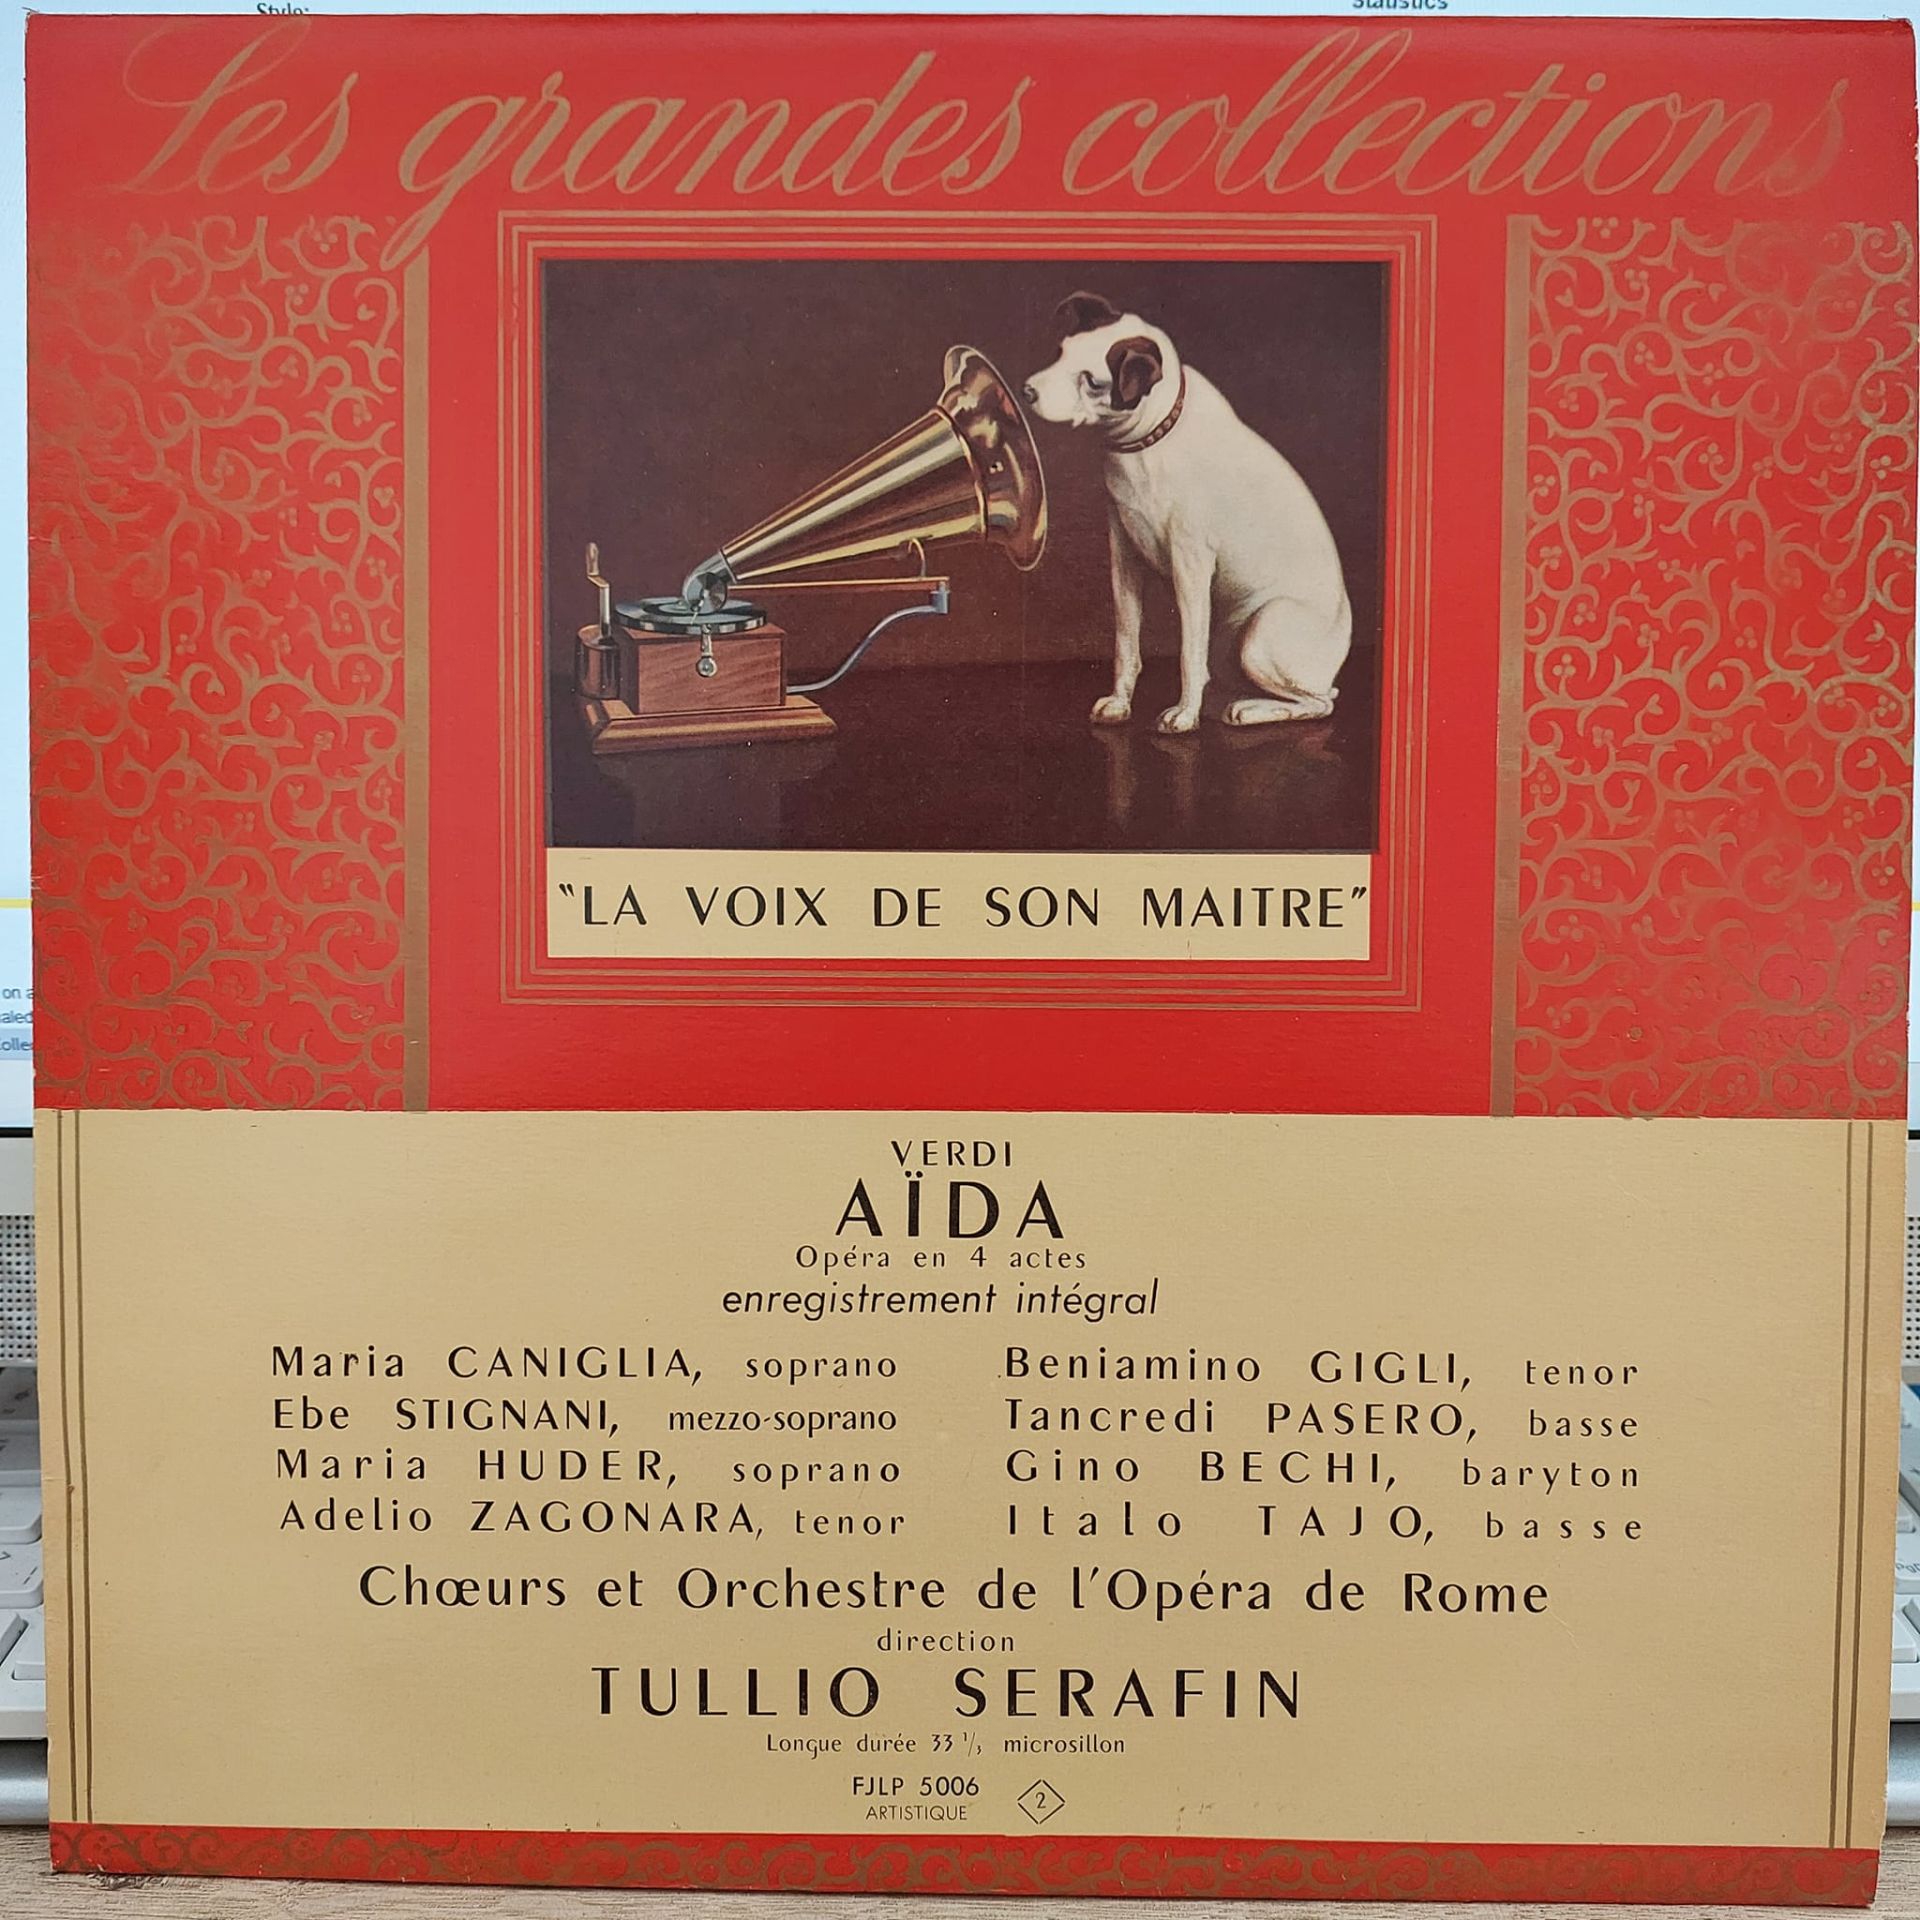 Style:
Statistics
Les grandes collections
"LA VOIX DE SON MAITRE"
on
VERDI
AÏDA
Opéra en 4 actes
enregistrement intégral
Maria CANIGLIA, soprano
Ebe STIGNANI, mezzo-soprano
Maria HUDER, soprano
Adelio ZAGONARA, tenor
Beniamino GIGLI, tenor
Tancredi PASERO, basse
Gino BECHI, baryton
Italo TAJO, basse
Chœurs et Orchestre de l'Opéra de Rome
direction
TULLIO SERAFIN
Longue durée 33 1/3 microsillon
FJLP 5006
ARTISTIQUE
2